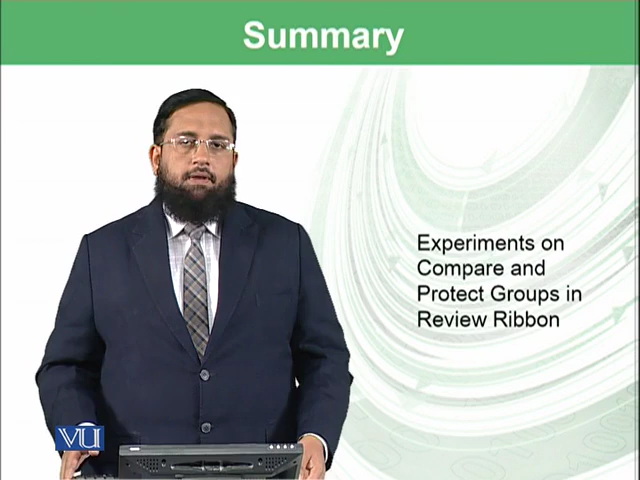 Summary
Experiments on
Compare and
Protect Groups in
Review Ribbon
VU